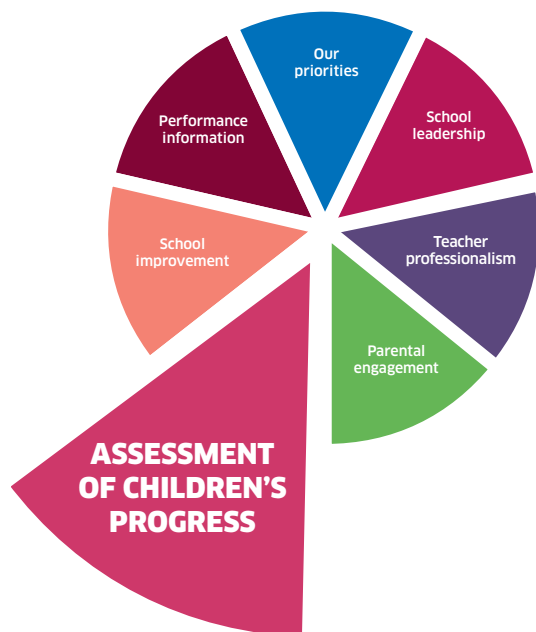 Our
priorities
School
leadership
Teacher
professionalism
Parental
engagement
ASSESSMENT
OF CHILDREN'S
PROGRESS
School
improvement
Performance
information